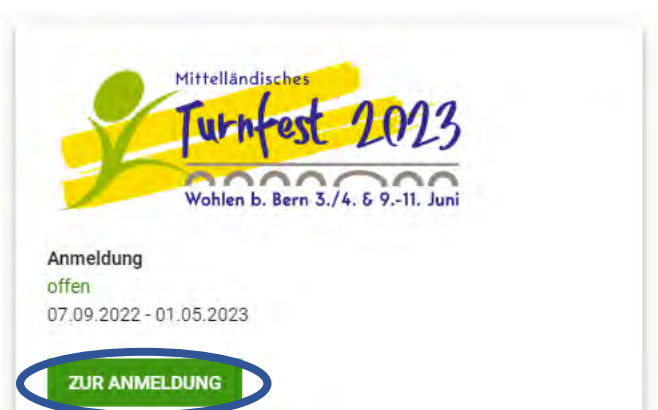 Mittelländisches
Turnfest 2023
Wohlen b. Bern 3./4. & 9.-11. Juni
Anmeldung
offen
07.09.2022 - 01.05.2023
ZUR ANMELDUNG